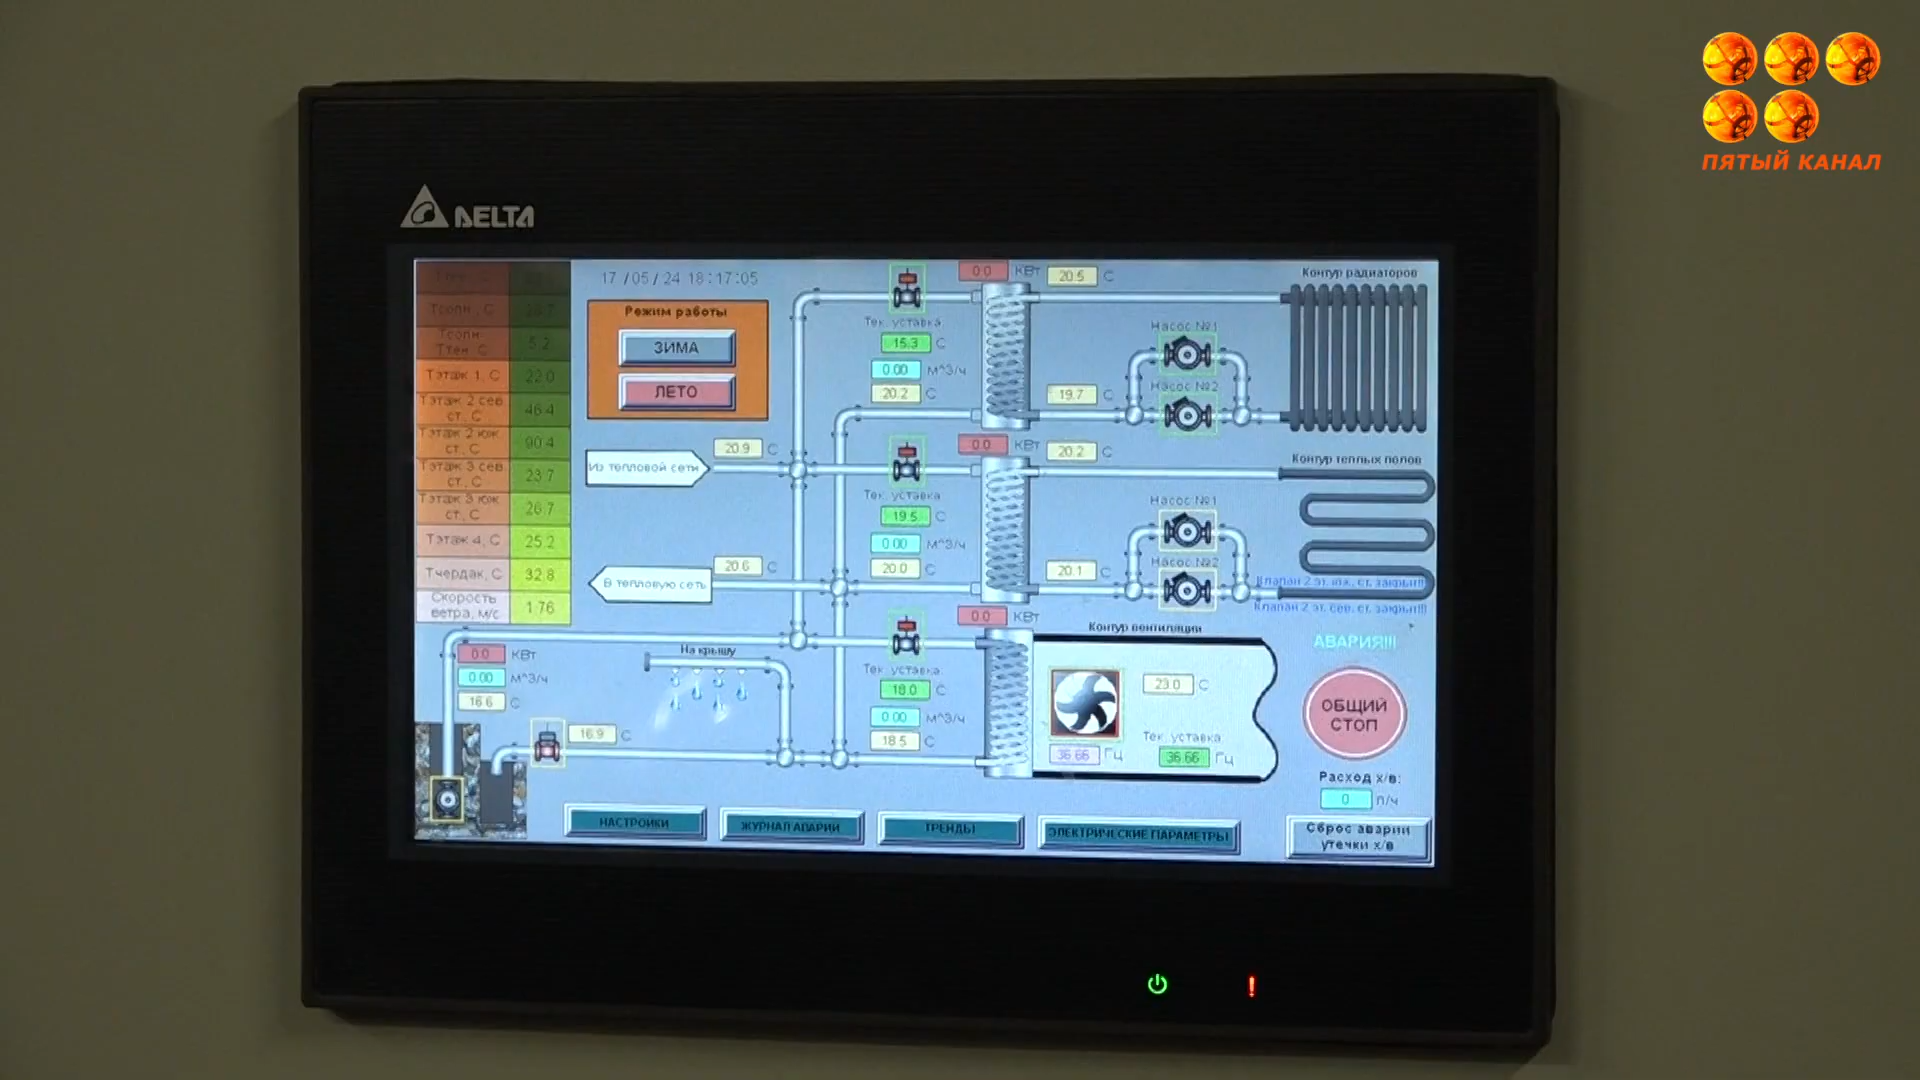 ПЯТЫЙ КАНАЛ
DELTA
Тсолн., С
Тсолн-
Ттен, С 5.2
Тэтаж 1, С 22.0
Тэтаж 2 сев.
ст., С 46.4
Тэтаж 2 юж.
ст., С 90.4
Тэтаж 3 сев.
ст., С 23.7
Тэтаж 3 юж.
ст., С 26.7
Тэтаж 4, С 25.2
Тчердак, С 32.8
Скорость
ветра, м/с 1.76
17 /05 / 24 18:17:05
Режим работы
ЗИМА
ЛЕТО
Из тепловой сети
20.9 С
В тепловую сеть
20.6 С
0.0 КВт
20.5 С
Тек. уставка:
15.3 С
0.00 м^3/ч
20.2 С
19.7 С
Насос №1
Насос №2
Контур радиаторов
0.0 КВт
20.2 С
Тек. уставка:
19.5 С
0.00 м^3/ч
20.0 С
20.1 С
Насос №1
Насос №2
Контур теплых полов
Клапан 2 эт. юж. ст. закрыт!!!
Клапан 2 эт. сев. ст. закрыт!!!
0.0 КВт
Тек. уставка:
18.0 С
0.00 м^3/ч
18.5 С
Контур вентиляции
23.0 С
36.66 Гц
Тек. уставка:
36.66 Гц
0.0 КВт
0.00 м^3/ч
16.6 С
На крышу
16.9 С
АВАРИЯ!!!
ОБЩИЙ
СТОП
Расход х/в:
0 л/ч
Сброс аварии
утечки х/в
НАСТРОЙКИ
ЖУРНАЛ АВАРИЙ
ТРЕНДЫ
ЭЛЕКТРИЧЕСКИЕ ПАРАМЕТРЫ